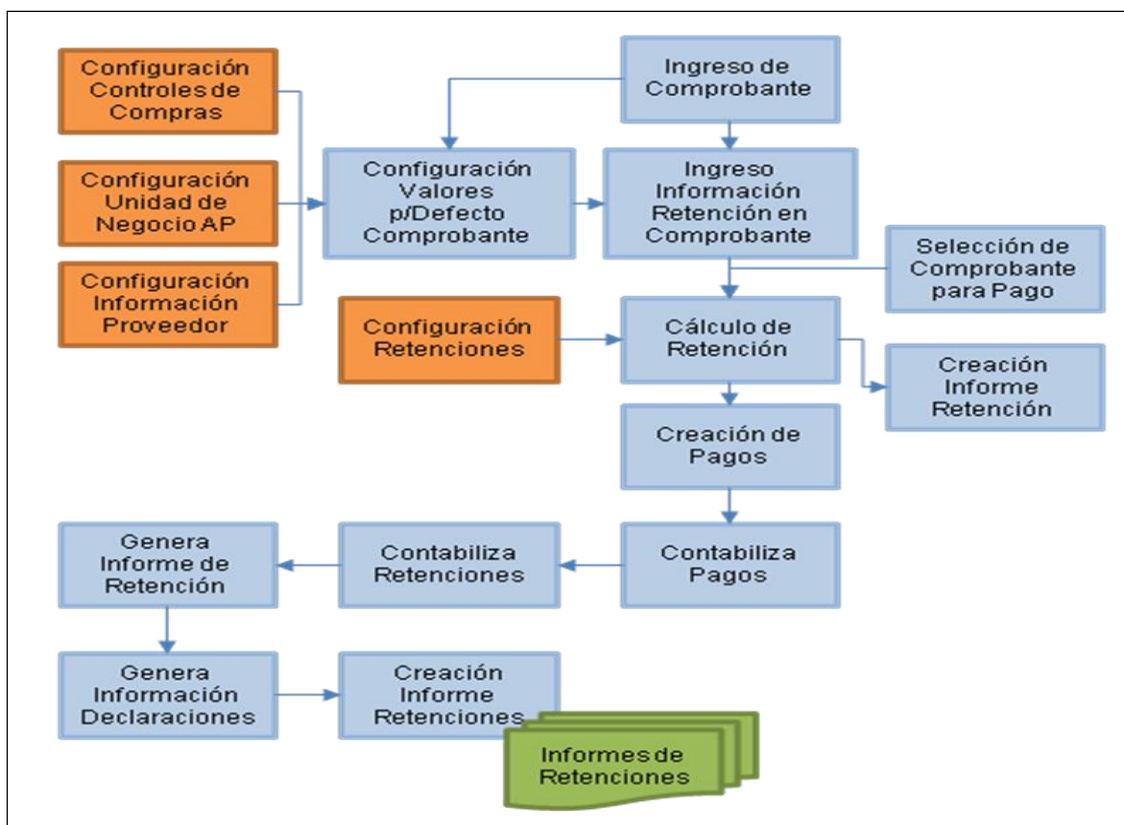 Configuración
Controles de
Compras
Ingreso de
Comprobante
Configuración
Unidad de
Negocio AP
Configuración
Valores
p/Defecto
Comprobante
Ingreso
Información
Retención en
Comprobante
Selección de
Comprobante
para Pago
Configuración
Información
Proveedor
Configuración
Retenciones
Cálculo de
Retención
Creación
Informe
Retención
Creación de
Pagos
Genera
Informe de
Retención
Contabiliza
Retenciones
Contabiliza
Pagos
Genera
Información
Declaraciones
Creación
Informe
Retenciones
Informes de
Retenciones